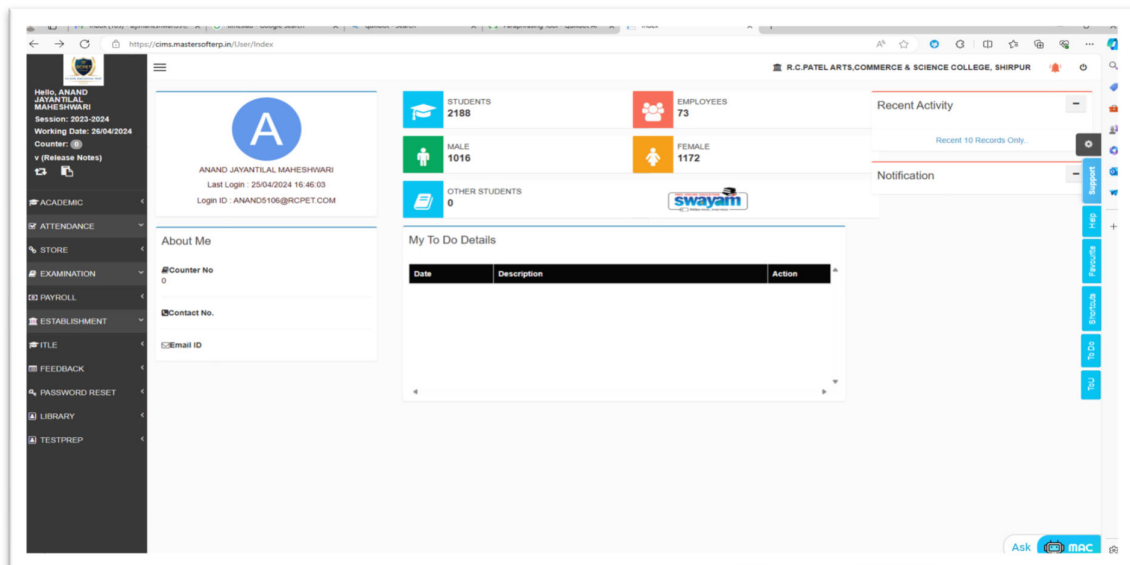 https://cims.mastersofterp.in/User/Index
R.C.PATEL ARTS,COMMERCE & SCIENCE COLLEGE, SHIRPUR
Hello, ANAND
JAYANTILAL
MAHESHWARI
Session: 2023-2024
Working Date: 26/04/2024
Counter: 0
v (Release Notes)
ACADEMIC
ATTENDANCE
STORE
EXAMINATION
PAYROLL
ESTABLISHMENT
ITLE
FEEDBACK
PASSWORD RESET
LIBRARY
TESTPREP
A
ANAND JAYANTILAL MAHESHWARI
Last Login : 25/04/2024 16:46:03
Login ID : ANAND5106@RCPET.COM
About Me
Counter No
0
Contact No.
Email ID
STUDENTS
2188
EMPLOYEES
73
MALE
1016
FEMALE
1172
OTHER STUDENTS
0
swayam
My To Do Details
Date Description Action
Recent Activity
Recent 10 Records Only..
Notification
Support
Help
Favourite
Shortcuts
To Do
ToU
Ask MAC